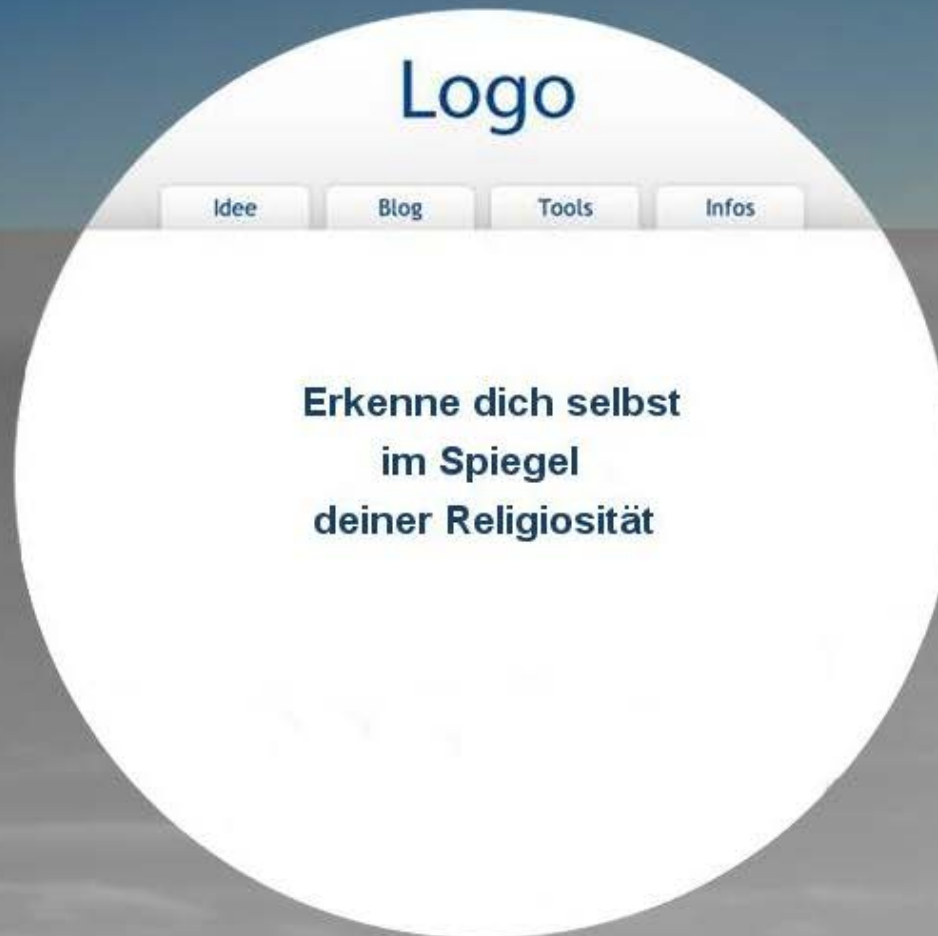 Logo
Idee Blog Tools Infos
Erkenne dich selbst
im Spiegel
deiner Religiosität